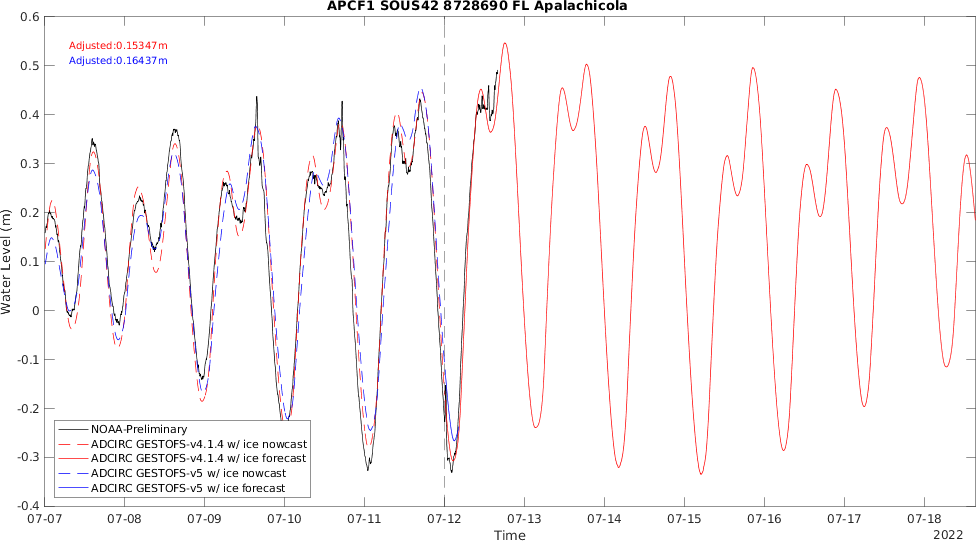 APCF1 SOUS42 8728690 FL Apalachicola
Adjusted:0.15347m
Adjusted:0.16437m
0.6
0.5
0.4
0.3
0.2
0.1
0
-0.1
-0.2
-0.3
-0.4
Water Level (m)
NOAA-Preliminary
ADCIRC GESTOFS-v4.1.4 w/ ice nowcast
ADCIRC GESTOFS-v4.1.4 w/ ice forecast
ADCIRC GESTOFS-v5 w/ ice nowcast
ADCIRC GESTOFS-v5 w/ ice forecast
07-07 07-08 07-09 07-10 07-11 07-12 07-13 07-14 07-15 07-16 07-17 07-18
Time
2022